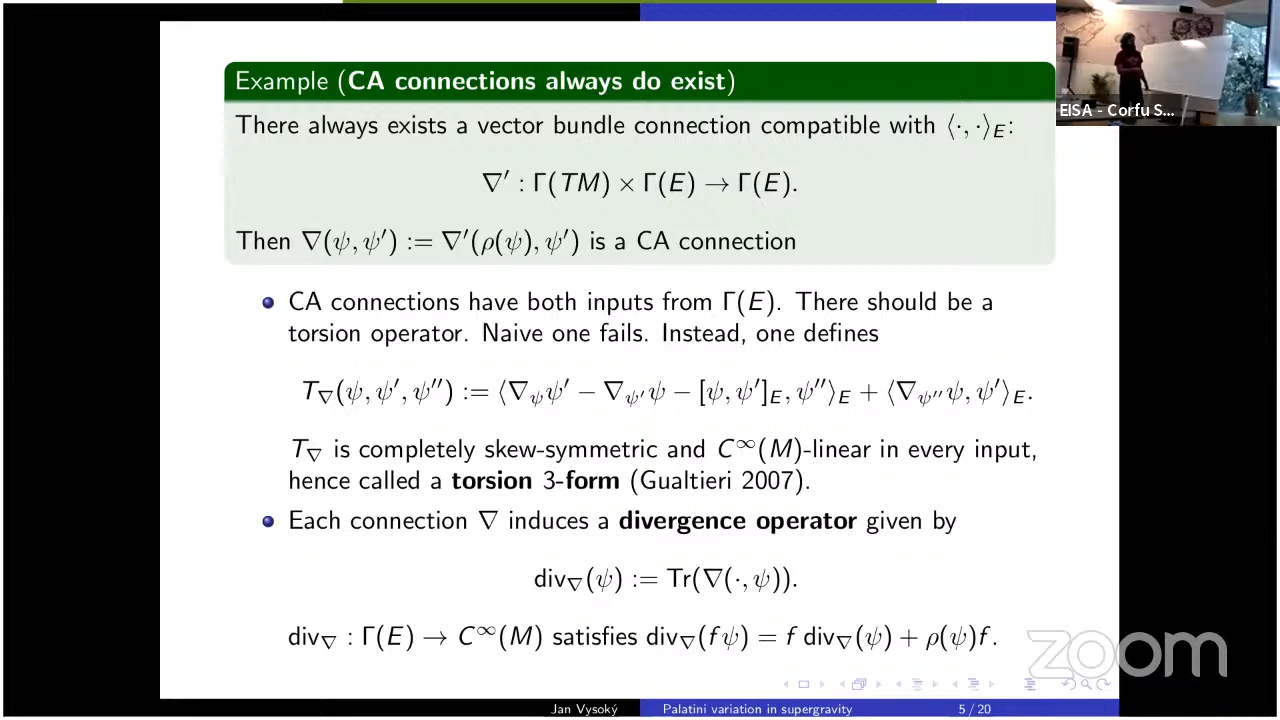 Example (CA connections always do exist)
There always exists a vector bundle connection compatible with ⟨·, ·⟩_E:
∇′ : Γ(TM) × Γ(E) → Γ(E).
Then ∇(ψ, ψ′) := ∇′(ρ(ψ), ψ′) is a CA connection
CA connections have both inputs from Γ(E). There should be a
torsion operator. Naive one fails. Instead, one defines
T_∇(ψ, ψ′, ψ″) := ⟨∇_ψψ′ − ∇_ψ′ψ − [ψ, ψ′]_E, ψ″⟩_E + ⟨∇_ψ″ψ, ψ′⟩_E.
T_∇ is completely skew-symmetric and C^∞(M)-linear in every input,
hence called a torsion 3-form (Gualtieri 2007).
Each connection ∇ induces a divergence operator given by
div_∇(ψ) := Tr(∇(·, ψ)).
div_∇ : Γ(E) → C^∞(M) satisfies div_∇(fψ) = f div_∇(ψ) + ρ(ψ)f.
Jan Vysoký Palatini variation in supergravity 5 / 20
EISA - Corfu S...
zoom